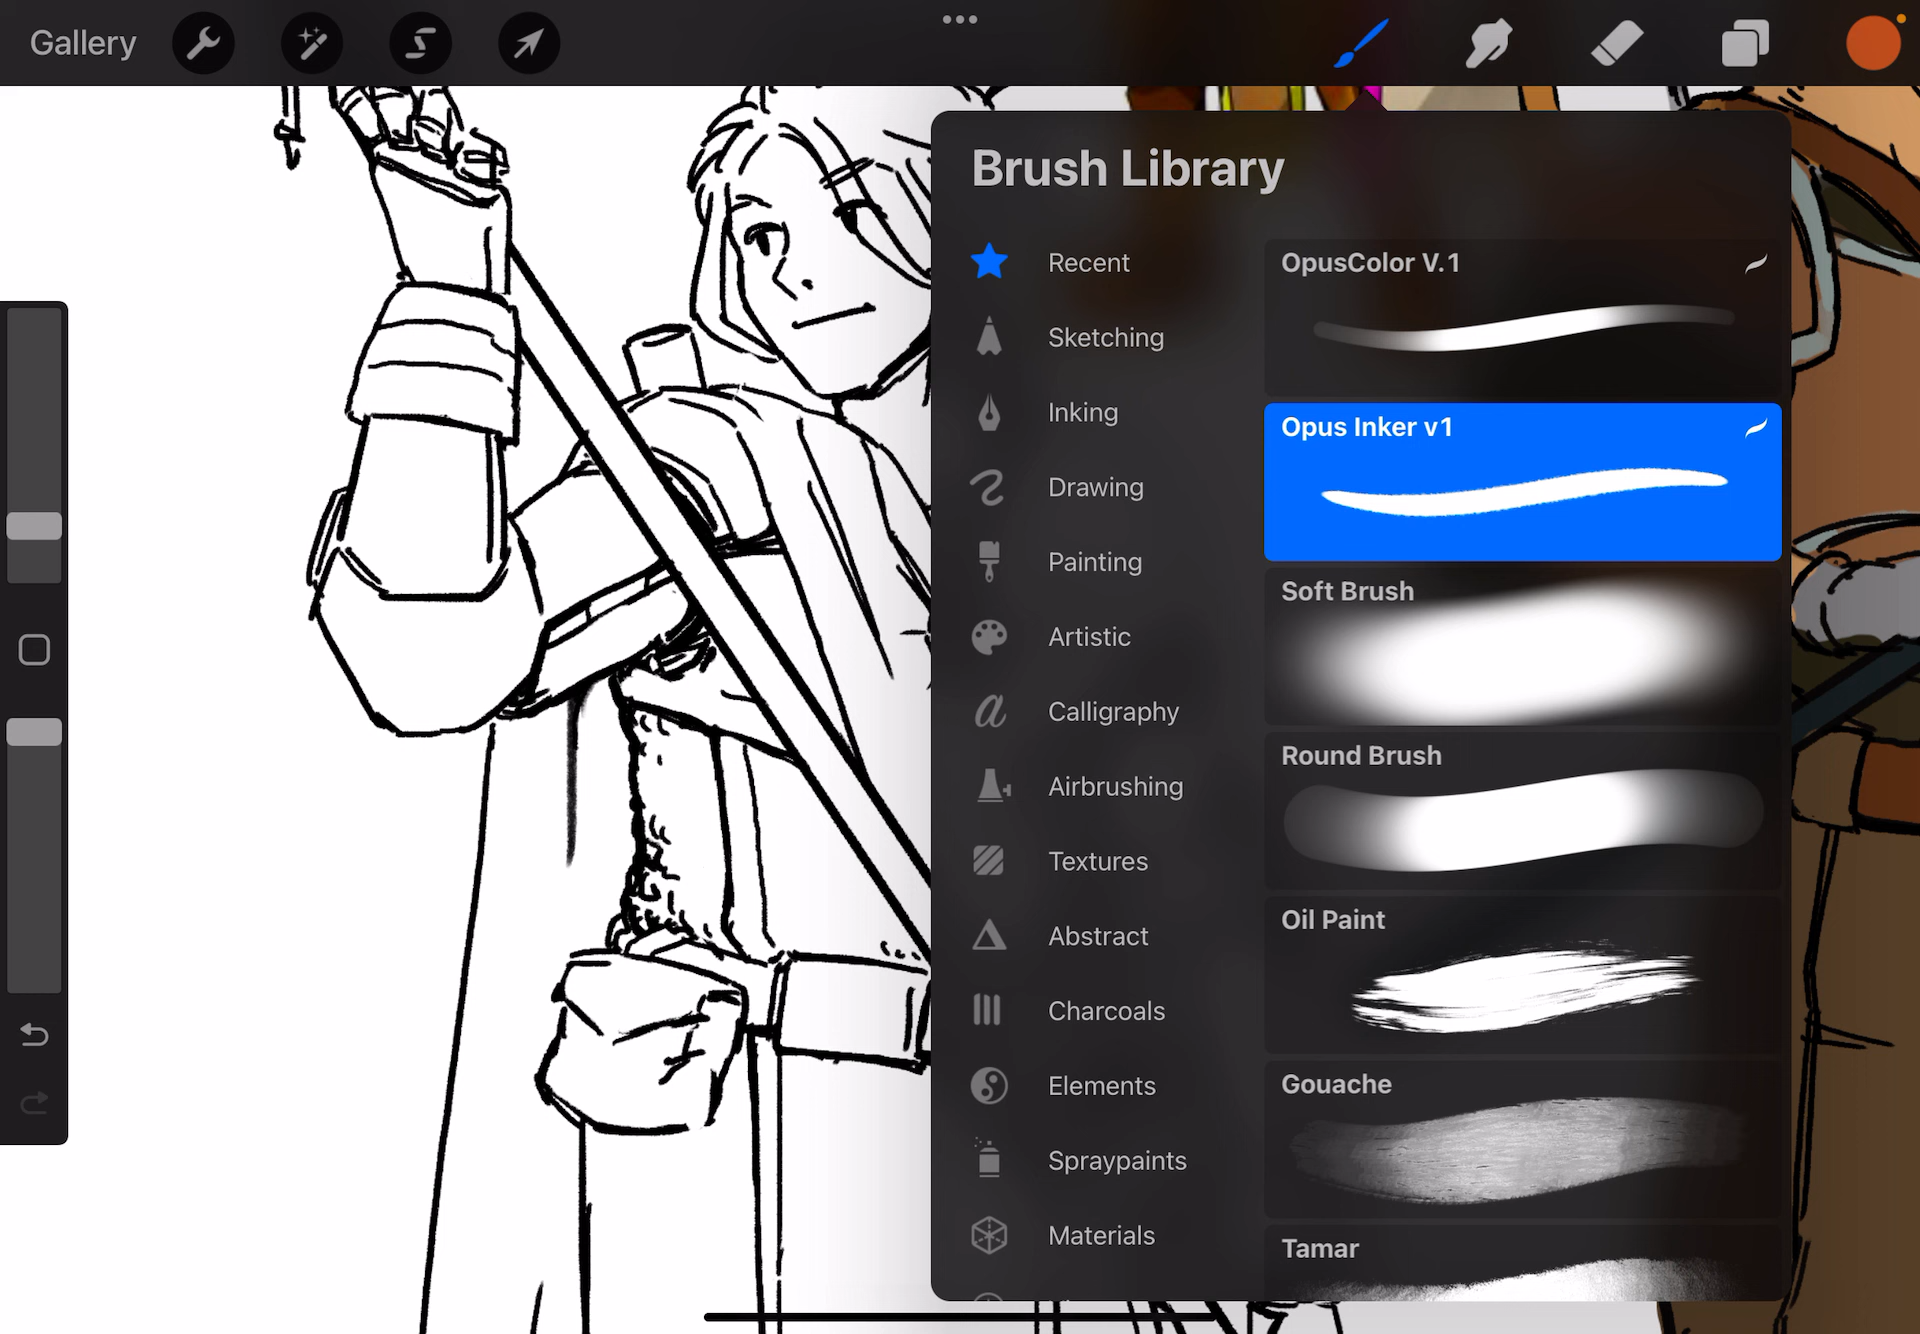 Gallery
Brush Library
Recent
Sketching
Inking
Drawing
Painting
Artistic
Calligraphy
Airbrushing
Textures
Abstract
Charcoals
Elements
Spraypaints
Materials
OpusColor V.1
Opus Inker v1
Soft Brush
Round Brush
Oil Paint
Gouache
Tamar